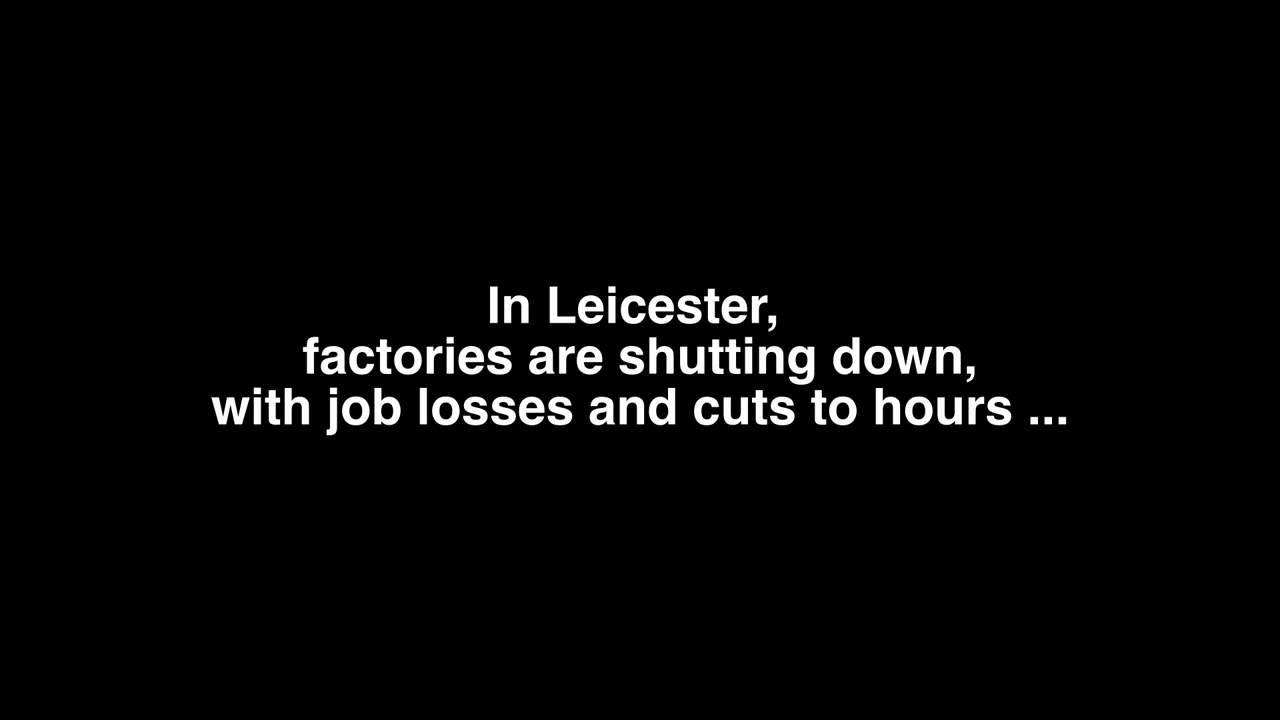 In Leicester,
factories are shutting down,
with job losses and cuts to hours ...